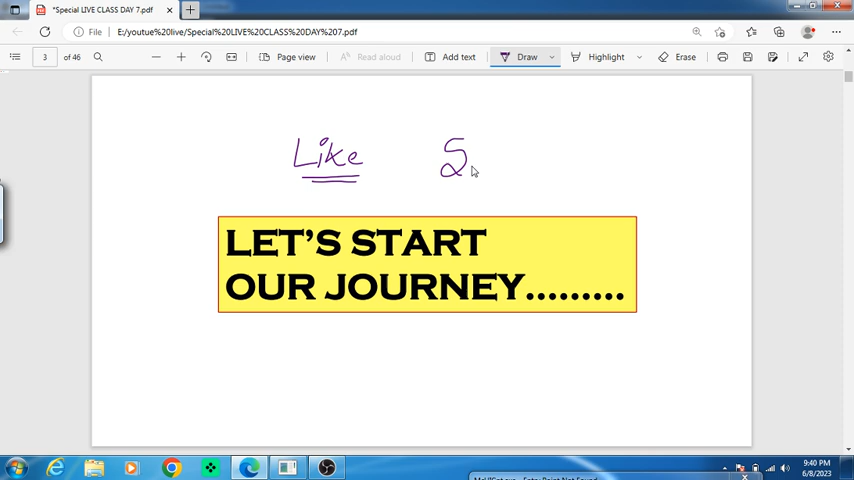 *Special LIVE CLASS DAY 7.pdf
File E:/youtue%20live/Special%20LIVE%20CLASS%20DAY%207.pdf
3 of 46 Page view Read aloud Add text Draw Highlight Erase
Like S
LET'S START
OUR JOURNEY.........
9:40 PM
6/8/2023